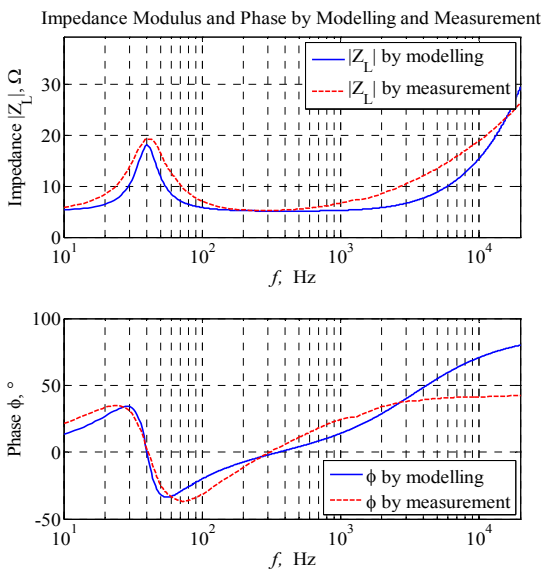 Impedance Modulus and Phase by Modelling and Measurement
Impedance |Z_L|, Ω
30
20
10
0
|Z_L| by modelling
|Z_L| by measurement
10^1 10^2 10^3 10^4
f, Hz
Phase ϕ, °
100
50
0
-50
ϕ by modelling
ϕ by measurement
10^1 10^2 10^3 10^4
f, Hz